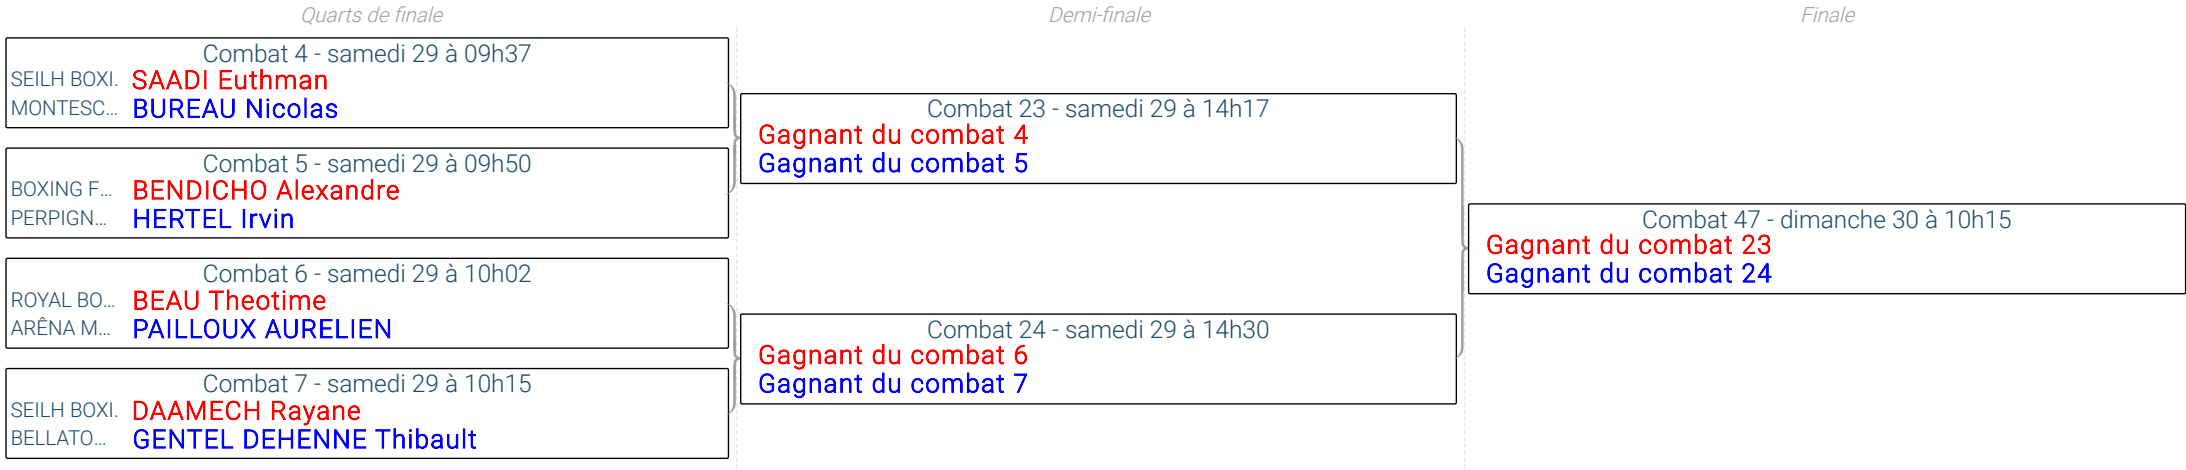 Quarts de finale
Demi-finale
Finale
Combat 4 - samedi 29 à 09h37
SEILH BOXI. SAADI Euthman
MONTESC... BUREAU Nicolas
Combat 5 - samedi 29 à 09h50
BOXING F... BENDICHO Alexandre
PERPIGN... HERTEL Irvin
Combat 6 - samedi 29 à 10h02
ROYAL BO... BEAU Theotime
ARÊNA M... PAILLOUX AURELIEN
Combat 7 - samedi 29 à 10h15
SEILH BOXI. DAAMECH Rayane
BELLATO... GENTEL DEHENNE Thibault
Combat 23 - samedi 29 à 14h17
Gagnant du combat 4
Gagnant du combat 5
Combat 24 - samedi 29 à 14h30
Gagnant du combat 6
Gagnant du combat 7
Combat 47 - dimanche 30 à 10h15
Gagnant du combat 23
Gagnant du combat 24